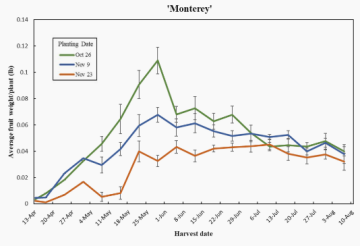 'Monterey'
0.14
0.12
0.1
0.08
0.06
0.04
0.02
0
Average fruit weight/plant (lb)
Planting Date
Oct 26
Nov 9
Nov 23
13-Apr
20-Apr
27-Apr
4-May
11-May
18-May
25-May
1-Jun
8-Jun
15-Jun
22-Jun
29-Jun
6-Jul
13-Jul
20-Jul
27-Jul
3-Aug
10-Aug
Harvest date